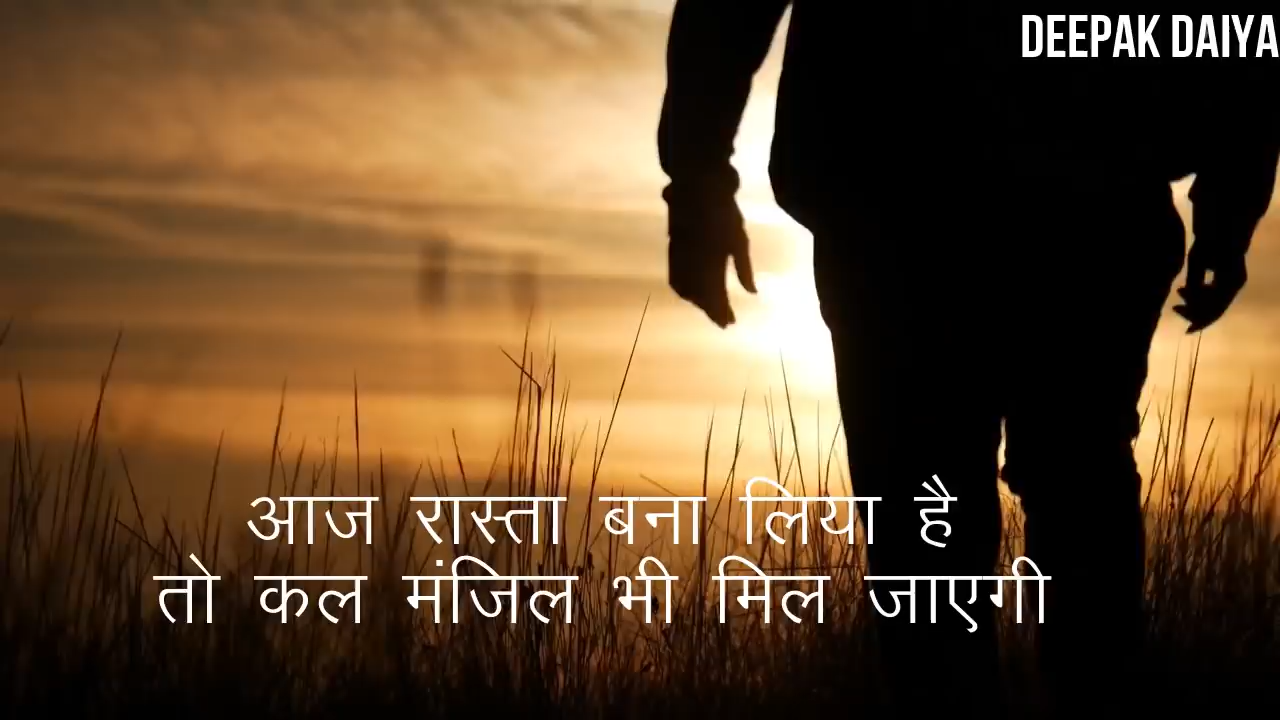 DEEPAK DAIYA
आज रास्ता बना लिया है
तो कल मंजिल भी मिल जाएगी